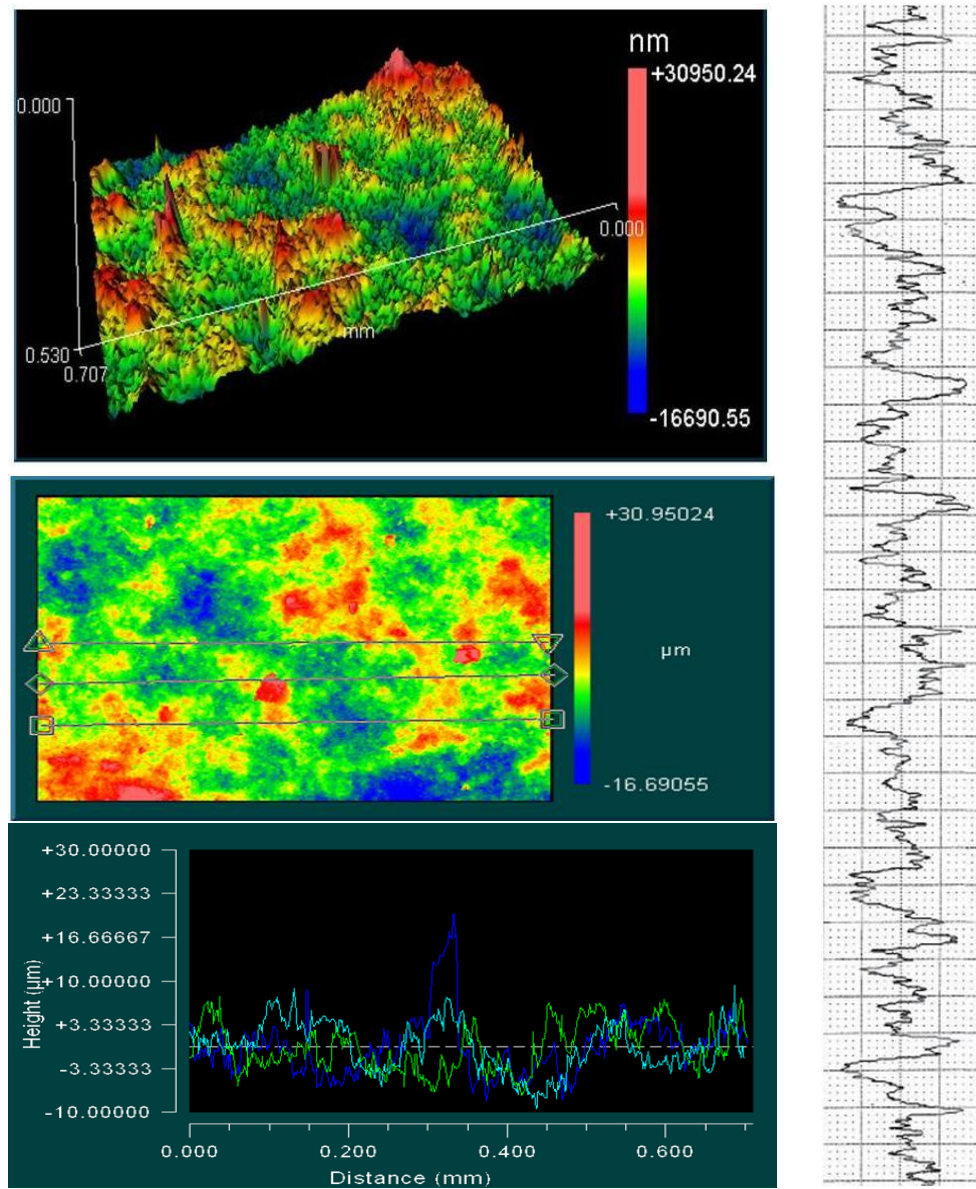 nm
+30950.24
0.000
0.000
mm
0.530
0.707
-16690.55
+30.95024
µm
-16.69055
+30.00000
+23.33333
+16.66667
+10.00000
+3.33333
-3.33333
-10.00000
Height (µm)
0.000 0.200 0.400 0.600
Distance (mm)